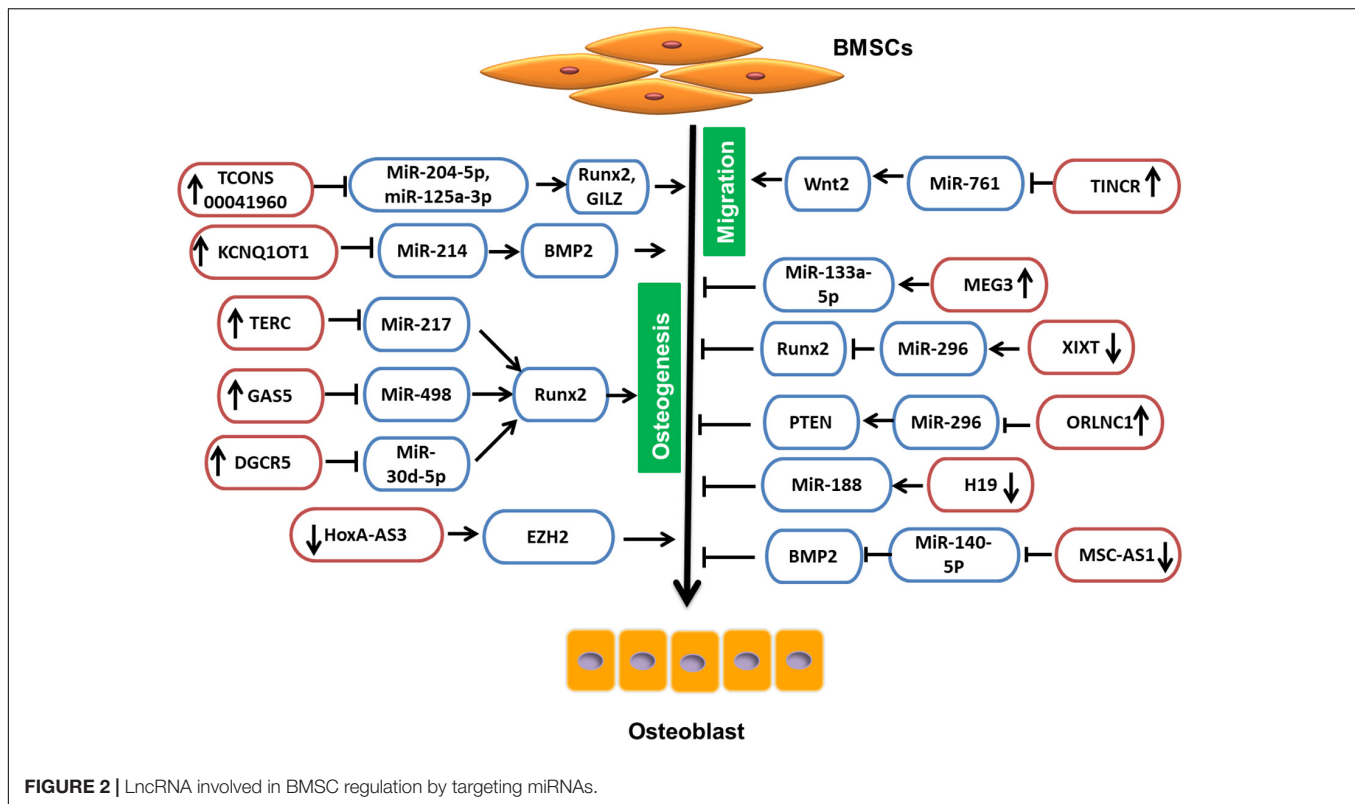 BMSCs
Migration
TCONS
00041960
MiR-204-5p,
miR-125a-3p
Runx2,
GILZ
Wnt2
MiR-761
TINCR
KCNQ1OT1
MiR-214
BMP2
MiR-133a-
5p
MEG3
Osteogenesis
TERC
MiR-217
Runx2
MiR-296
XIXT
GAS5
MiR-498
Runx2
PTEN
MiR-296
ORLNC1
DGCR5
MiR-
30d-5p
MiR-188
H19
HoxA-AS3
EZH2
BMP2
MiR-140-
5P
MSC-AS1
Osteoblast
FIGURE 2 | LncRNA involved in BMSC regulation by targeting miRNAs.